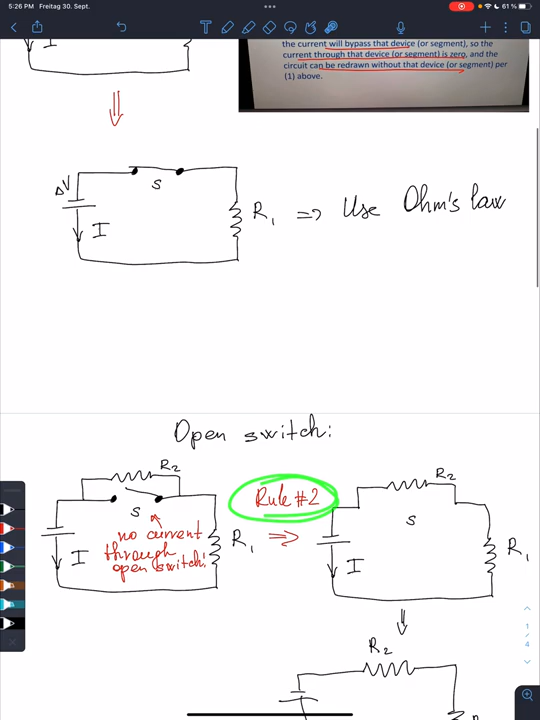 5:26 PM Freitag 30. Sept.
61 %
I
the current will bypass that device (or segment), so the
current through that device (or segment) is zero, and the
circuit can be redrawn without that device (or segment) per
(1) above.
ΔV
S
I
R1 => Use Ohm's law
Open switch:
R2
S
no current
through
open switch!
I
R1
Rule #2
=>
R2
S
I
R1
R2
1
/
4